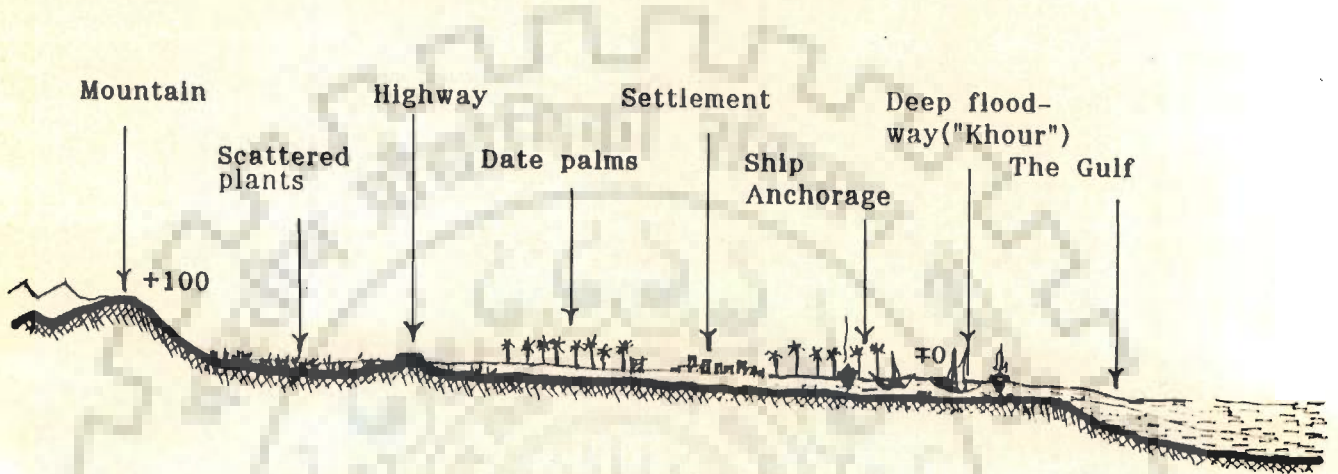 Mountain
Highway
Settlement
Deep flood-
way("Khour")
Scattered
plants
Date palms
Ship
Anchorage
The Gulf
+100
∓0